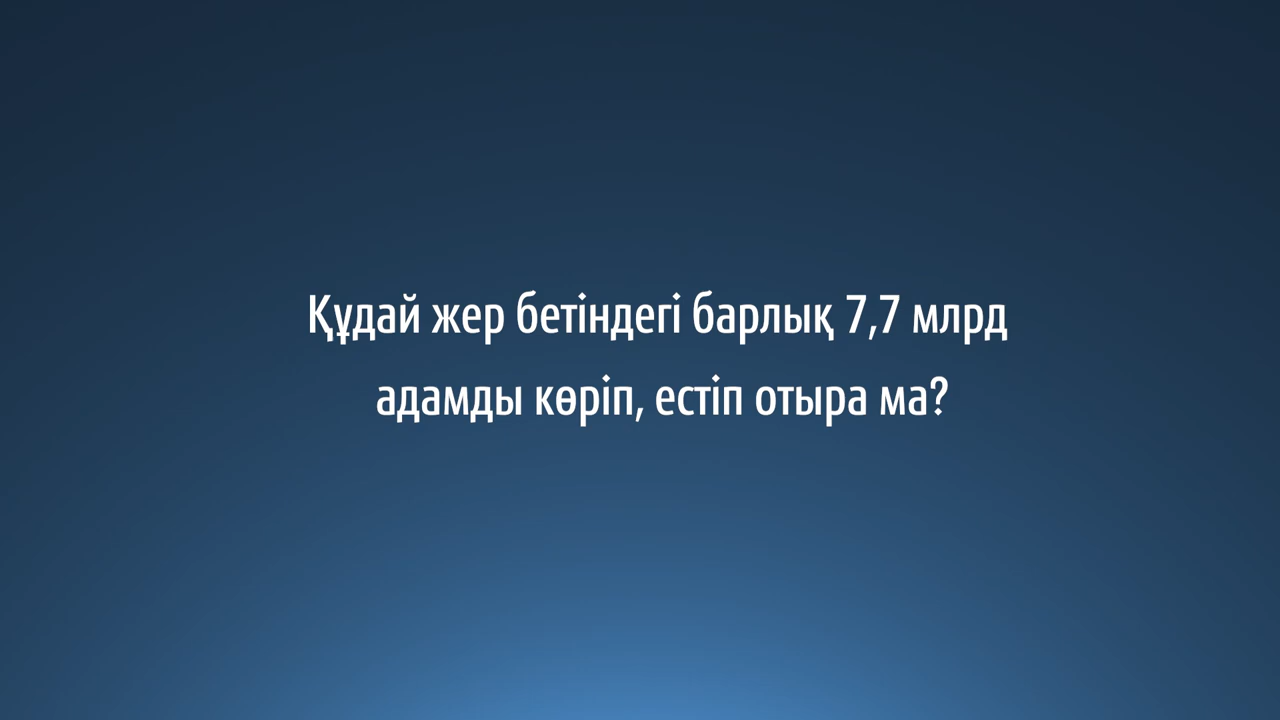 Құдай жер бетіндегі барлық 7,7 млрд
адамды көріп, естіп отыра ма?